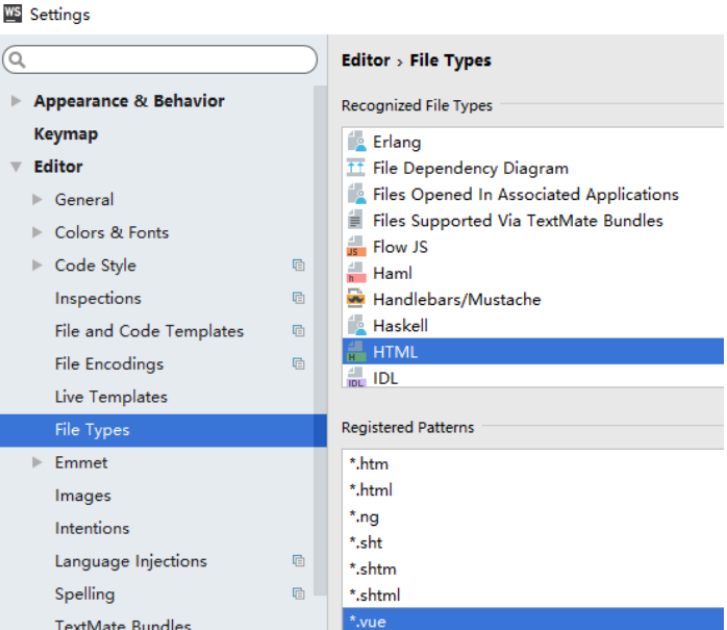 WS Settings
Appearance & Behavior
Keymap
Editor
General
Colors & Fonts
Code Style
Inspections
File and Code Templates
File Encodings
Live Templates
File Types
Emmet
Images
Intentions
Language Injections
Spelling
TextMate Bundles
Editor › File Types
Recognized File Types
Erlang
File Dependency Diagram
Files Opened In Associated Applications
Files Supported Via TextMate Bundles
JS Flow JS
h Haml
Handlebars/Mustache
Haskell
H HTML
IDL IDL
Registered Patterns
*.htm
*.html
*.ng
*.sht
*.shtm
*.shtml
*.vue